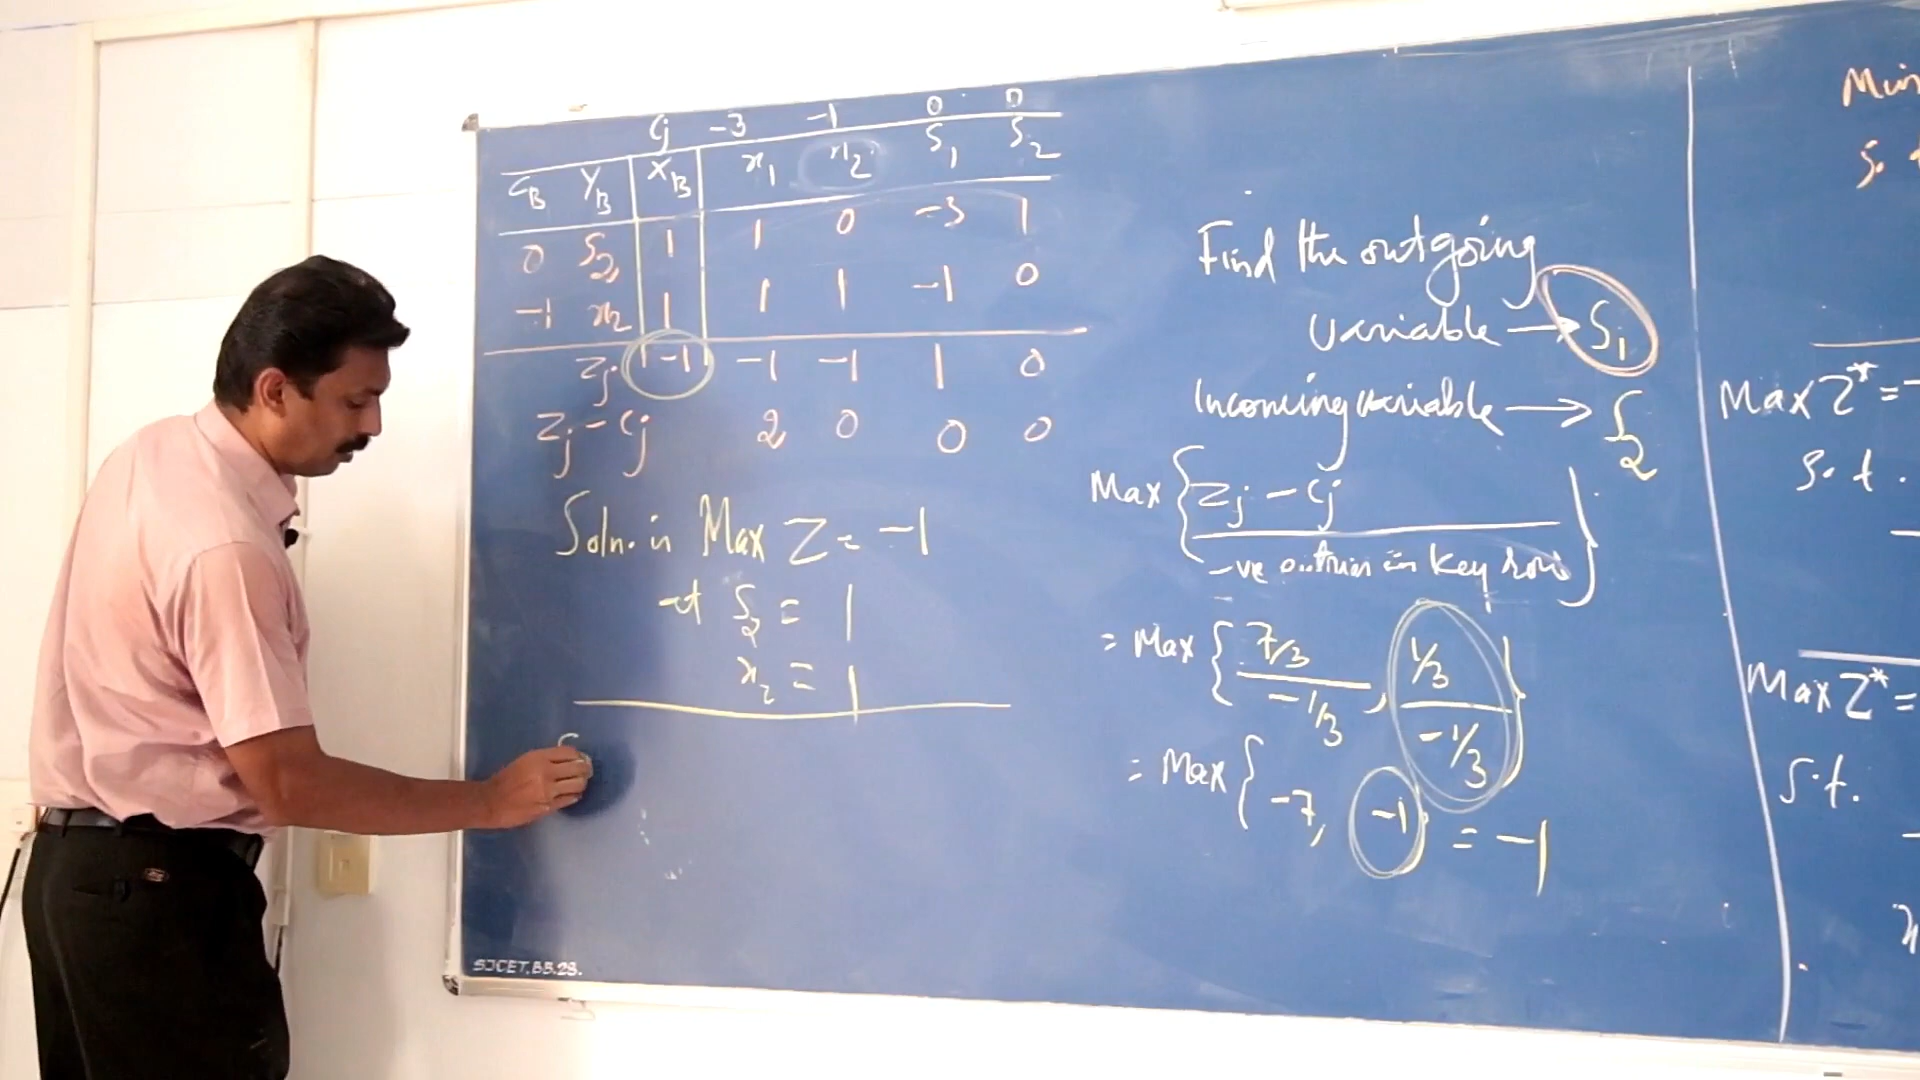 Cj -3 -1 0 0
CB YB XB x1 x2 S1 S2
0 S2 1 1 0 -3 1
-1 x2 1 1 1 -1 0
Zj -1 -1 -1 1 0
Zj - Cj 2 0 0 0
Soln. is Max Z = -1
at S2 = 1
x2 = 1
SJCET.BB.28.
Find the outgoing
variable → S1
Incoming variable → S2
Max { Zj - Cj / -ve entries in key row }
= Max { 7/3 / -1/3 , 1/3 / -1/3 }
= Max { -7, -1 } = -1
Min
S. t
Max Z* = -
S. t.
Max Z* =
S.t.